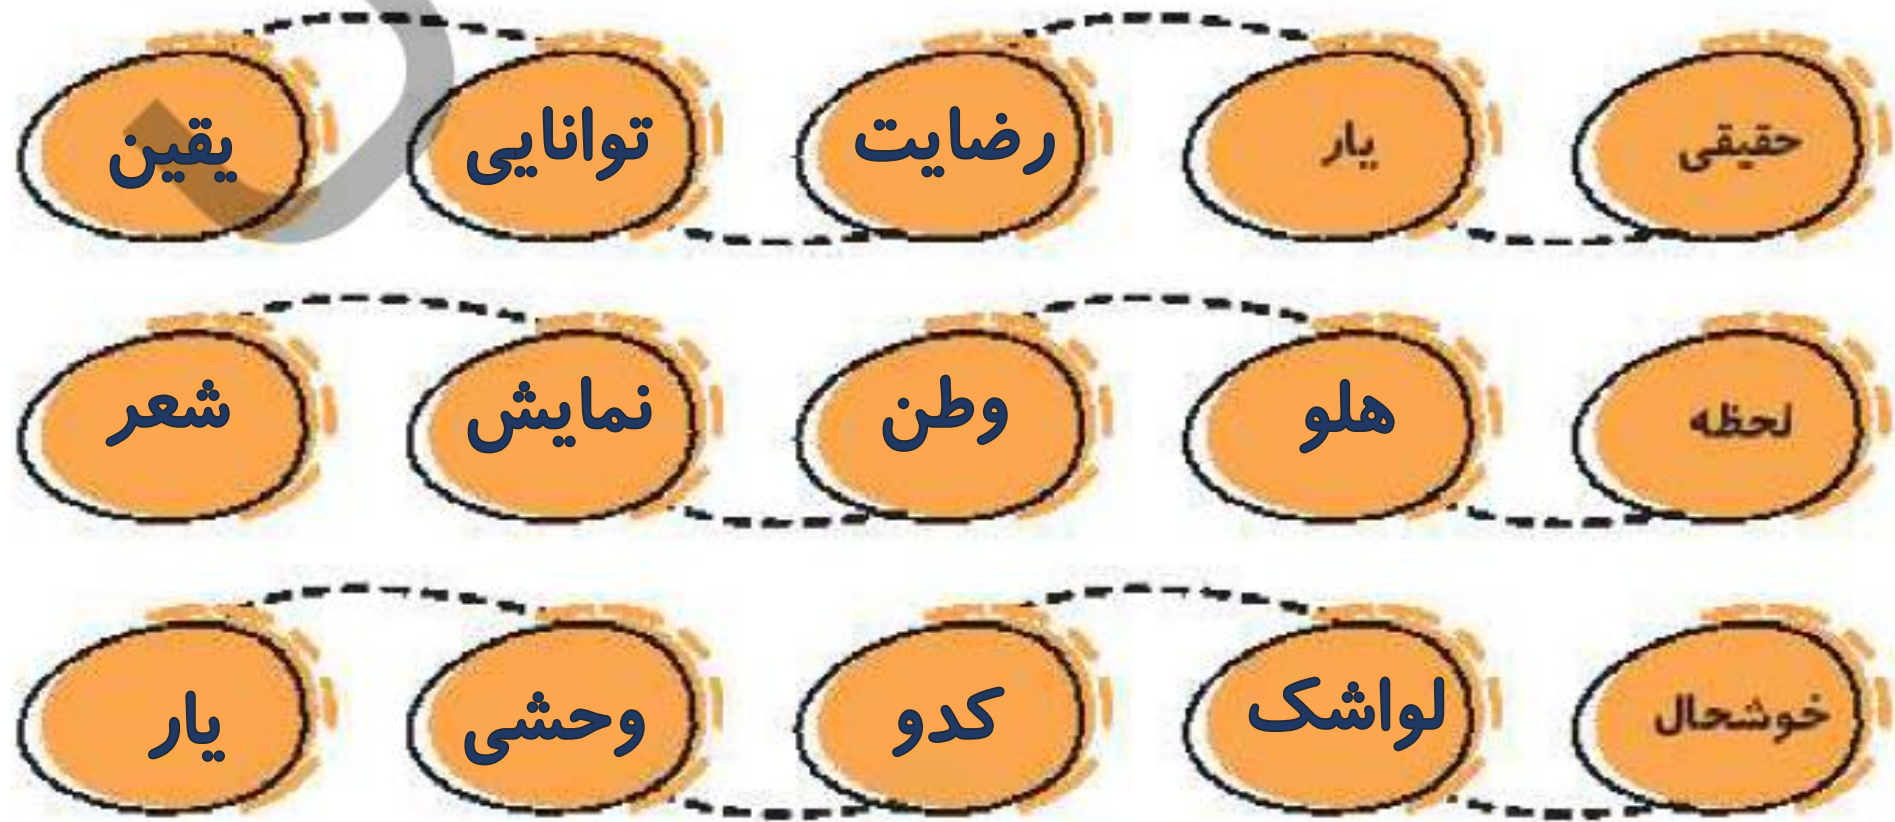 حقیقی یار رضایت توانایی یقین
لحظه هلو وطن نمایش شعر
خوشحال لواشک کدو وحشی یار